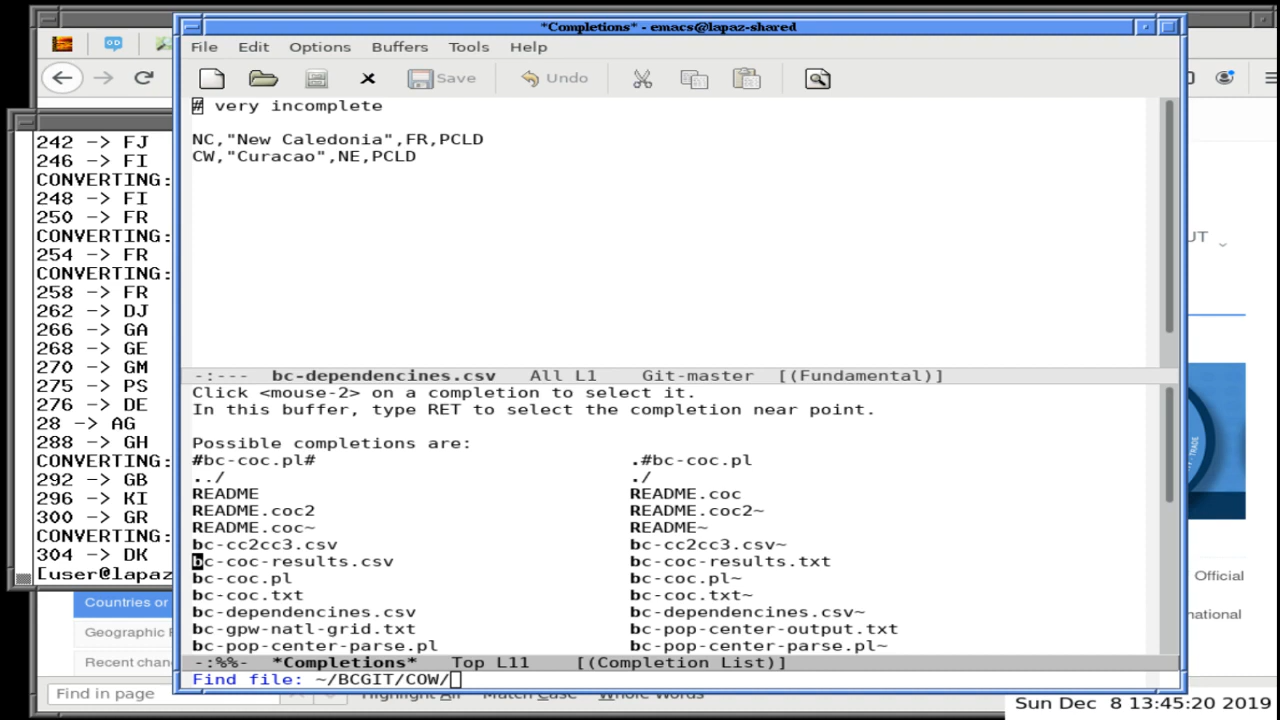 *Completions* - emacs@lapaz-shared
File Edit Options Buffers Tools Help
Save Undo
# very incomplete
NC,"New Caledonia",FR,PCLD
CW,"Curacao",NE,PCLD
-:--- bc-dependencines.csv All L1 Git-master [(Fundamental)]
Click <mouse-2> on a completion to select it.
In this buffer, type RET to select the completion near point.
Possible completions are:
#bc-coc.pl# .#bc-coc.pl
../ ./
README README.coc
README.coc2 README.coc2~
README.coc~ README~
bc-cc2cc3.csv bc-cc2cc3.csv~
bc-coc-results.csv bc-coc-results.txt
bc-coc.pl bc-coc.pl~
bc-coc.txt bc-coc.txt~
bc-dependencines.csv bc-dependencines.csv~
bc-gpw-natl-grid.txt bc-pop-center-output.txt
bc-pop-center-parse.pl bc-pop-center-parse.pl~
-:%%- *Completions* Top L11 [(Completion List)]
Find file: ~/BCGIT/COW/
242 -> FJ
246 -> FI
CONVERTING:
248 -> FI
250 -> FR
CONVERTING:
254 -> FR
CONVERTING:
258 -> FR
262 -> DJ
266 -> GA
268 -> GE
270 -> GM
275 -> PS
276 -> DE
28 -> AG
288 -> GH
CONVERTING:
292 -> GB
296 -> KI
300 -> GR
CONVERTING:
304 -> DK
[user@lapaz
Countries or
Geographic
Recent chan
Find in page
Highlight All Match Case Whole Words
UT
Official
national
Sun Dec 8 13:45:20 2019